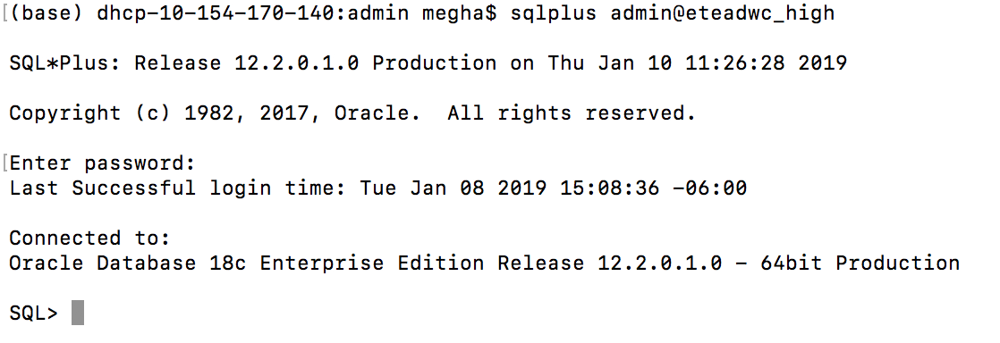 [(base) dhcp-10-154-170-140:admin megha$ sqlplus admin@eteadwc_high
SQL*Plus: Release 12.2.0.1.0 Production on Thu Jan 10 11:26:28 2019
Copyright (c) 1982, 2017, Oracle.  All rights reserved.
[Enter password:
Last Successful login time: Tue Jan 08 2019 15:08:36 -06:00
Connected to:
Oracle Database 18c Enterprise Edition Release 12.2.0.1.0 - 64bit Production
SQL>